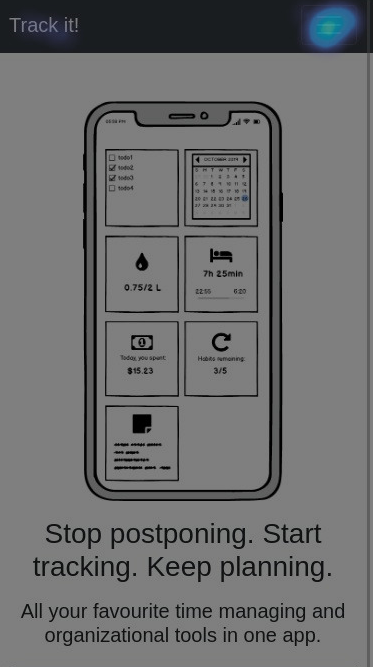 Track it!
08:08 PM
todo1
todo2
todo3
todo4
OCTOBER 2019
S M T W T F S
0.75/2 L
7h 25min
22:55 6:20
Today, you spent:
$15.23
Habits remaining:
3/5
Stop postponing. Start
tracking. Keep planning.
All your favourite time managing and
organizational tools in one app.